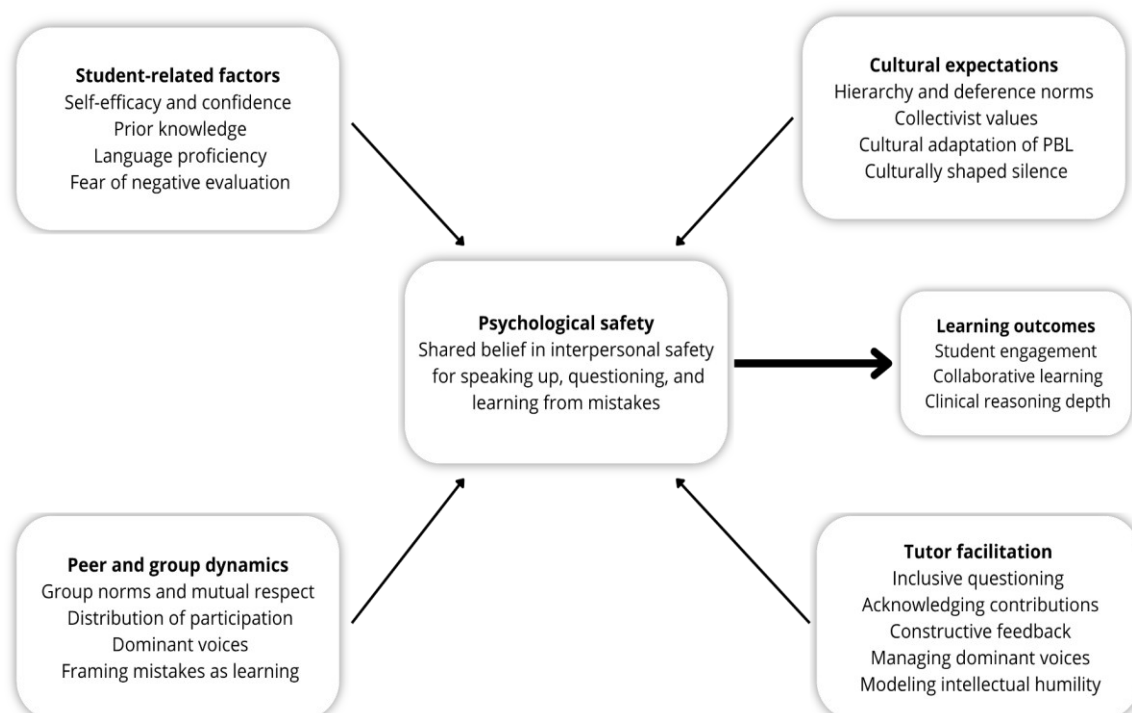 Student-related factors
Self-efficacy and confidence
Prior knowledge
Language proficiency
Fear of negative evaluation
Cultural expectations
Hierarchy and deference norms
Collectivist values
Cultural adaptation of PBL
Culturally shaped silence
Psychological safety
Shared belief in interpersonal safety
for speaking up, questioning, and
learning from mistakes
Learning outcomes
Student engagement
Collaborative learning
Clinical reasoning depth
Peer and group dynamics
Group norms and mutual respect
Distribution of participation
Dominant voices
Framing mistakes as learning
Tutor facilitation
Inclusive questioning
Acknowledging contributions
Constructive feedback
Managing dominant voices
Modeling intellectual humility